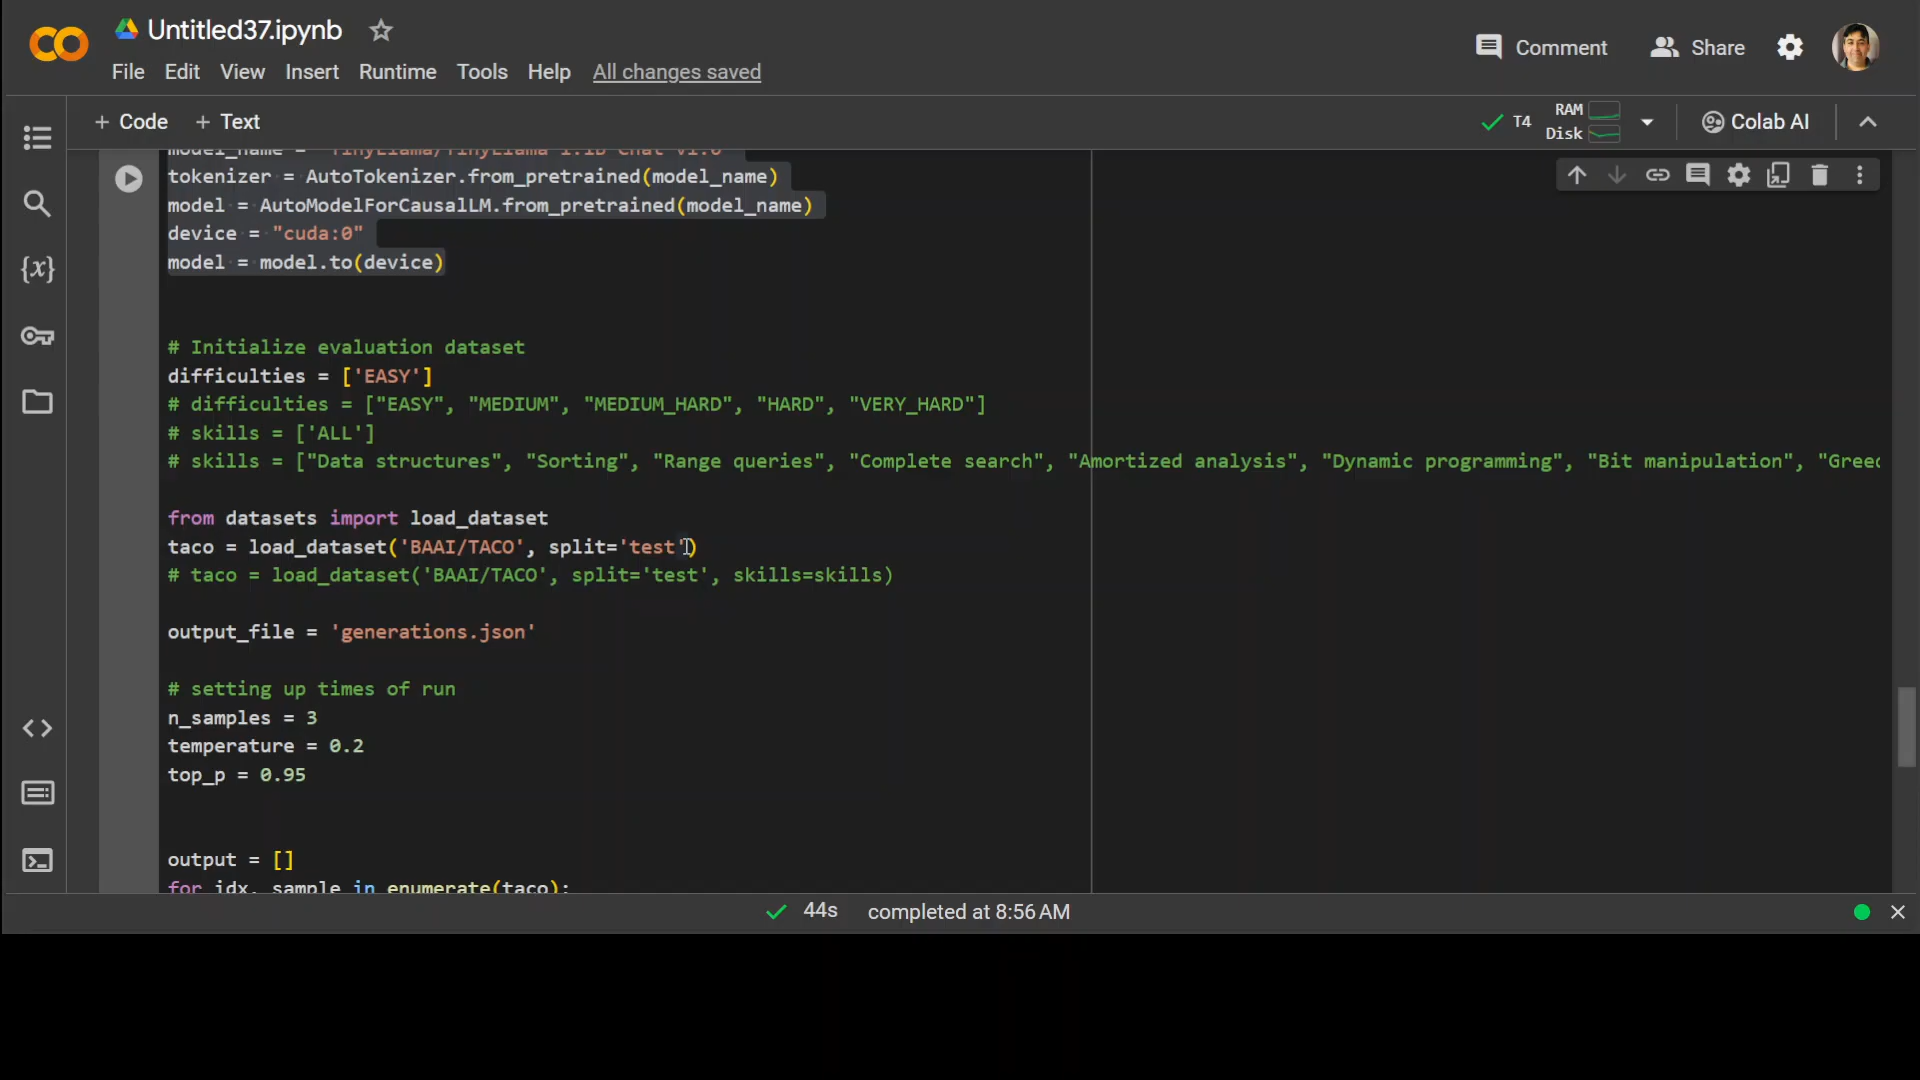 Untitled37.ipynb
Comment
Share
File Edit View Insert Runtime Tools Help All changes saved
+ Code + Text
T4
RAM
Disk
Colab AI
model_name = "TinyLlama/TinyLlama-1.1B-Chat-v1.0"
tokenizer = AutoTokenizer.from_pretrained(model_name)
model = AutoModelForCausalLM.from_pretrained(model_name)
device = "cuda:0"
model = model.to(device)
{x}
# Initialize evaluation dataset
difficulties = ['EASY']
# difficulties = ["EASY", "MEDIUM", "MEDIUM_HARD", "HARD", "VERY_HARD"]
# skills = ['ALL']
# skills = ["Data structures", "Sorting", "Range queries", "Complete search", "Amortized analysis", "Dynamic programming", "Bit manipulation", "Greed
from datasets import load_dataset
taco = load_dataset('BAAI/TACO', split='test')
# taco = load_dataset('BAAI/TACO', split='test', skills=skills)
output_file = 'generations.json'
# setting up times of run
n_samples = 3
temperature = 0.2
top_p = 0.95
output = []
for idx, sample in enumerate(taco):
44s completed at 8:56 AM